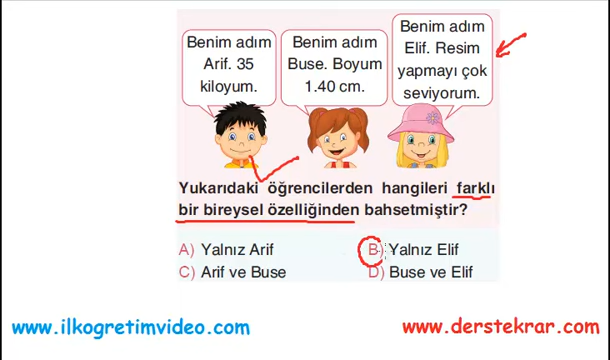 Benim adım
Arif. 35
kiloyum.
Benim adım
Buse. Boyum
1.40 cm.
Benim adım
Elif. Resim
yapmayı çok
seviyorum.
Yukarıdaki öğrencilerden hangileri farklı
bir bireysel özelliğinden bahsetmiştir?
A) Yalnız Arif
B) Yalnız Elif
C) Arif ve Buse
D) Buse ve Elif
www.ilkogretimvideo.com
www.derstekrar.com